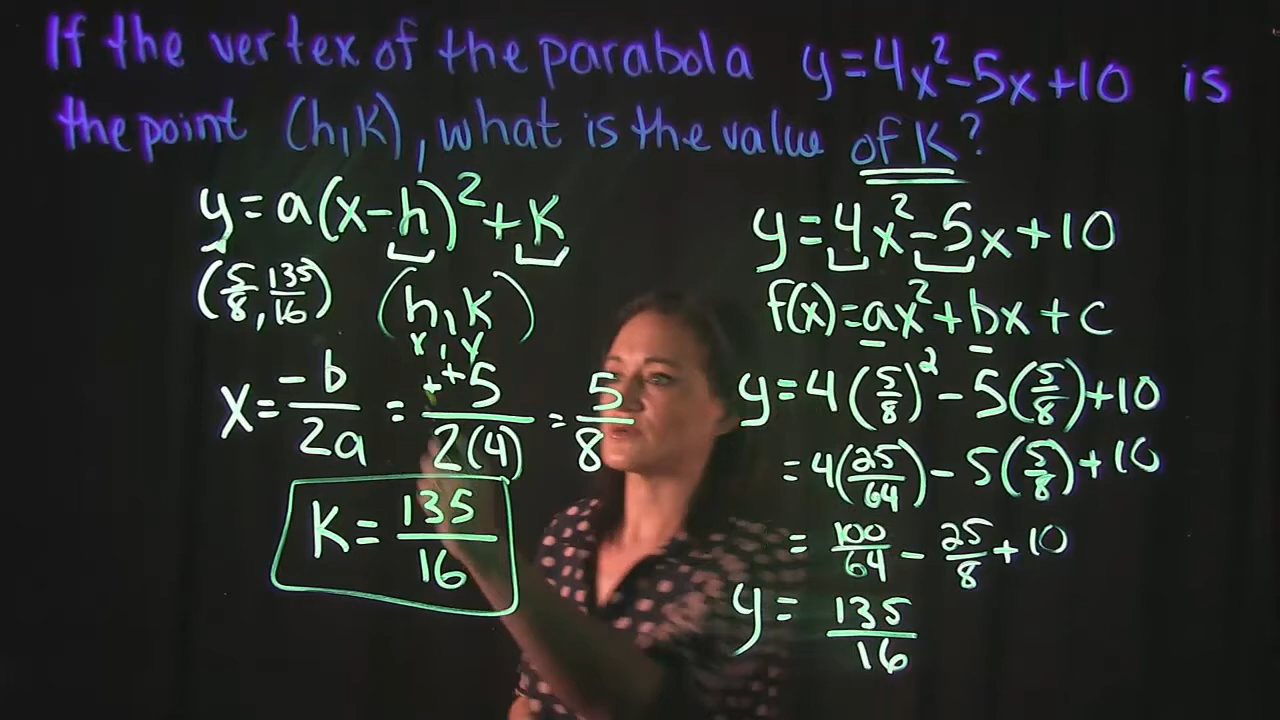 If the vertex of the parabola y=4x²-5x+10 is
the point (h,k), what is the value of k?
y=a(x-h)²+k
(5/8, 135/16) (h,k)
x,y
x=-b/2a = ++5/2(4) = 5/8
k=135/16
y=4x²-5x+10
f(x)=ax²+bx+c
y=4(5/8)²-5(5/8)+10
=4(25/64)-5(5/8)+10
=100/64-25/8+10
y=135/16